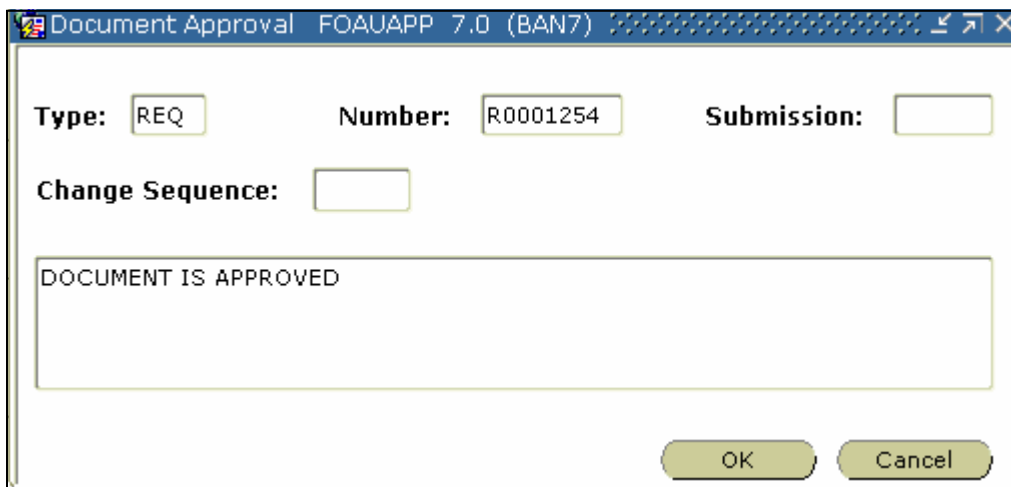 Document Approval FOAUAPP 7.0 (BAN7)
Type: REQ Number: R0001254 Submission:
Change Sequence:
DOCUMENT IS APPROVED
OK Cancel